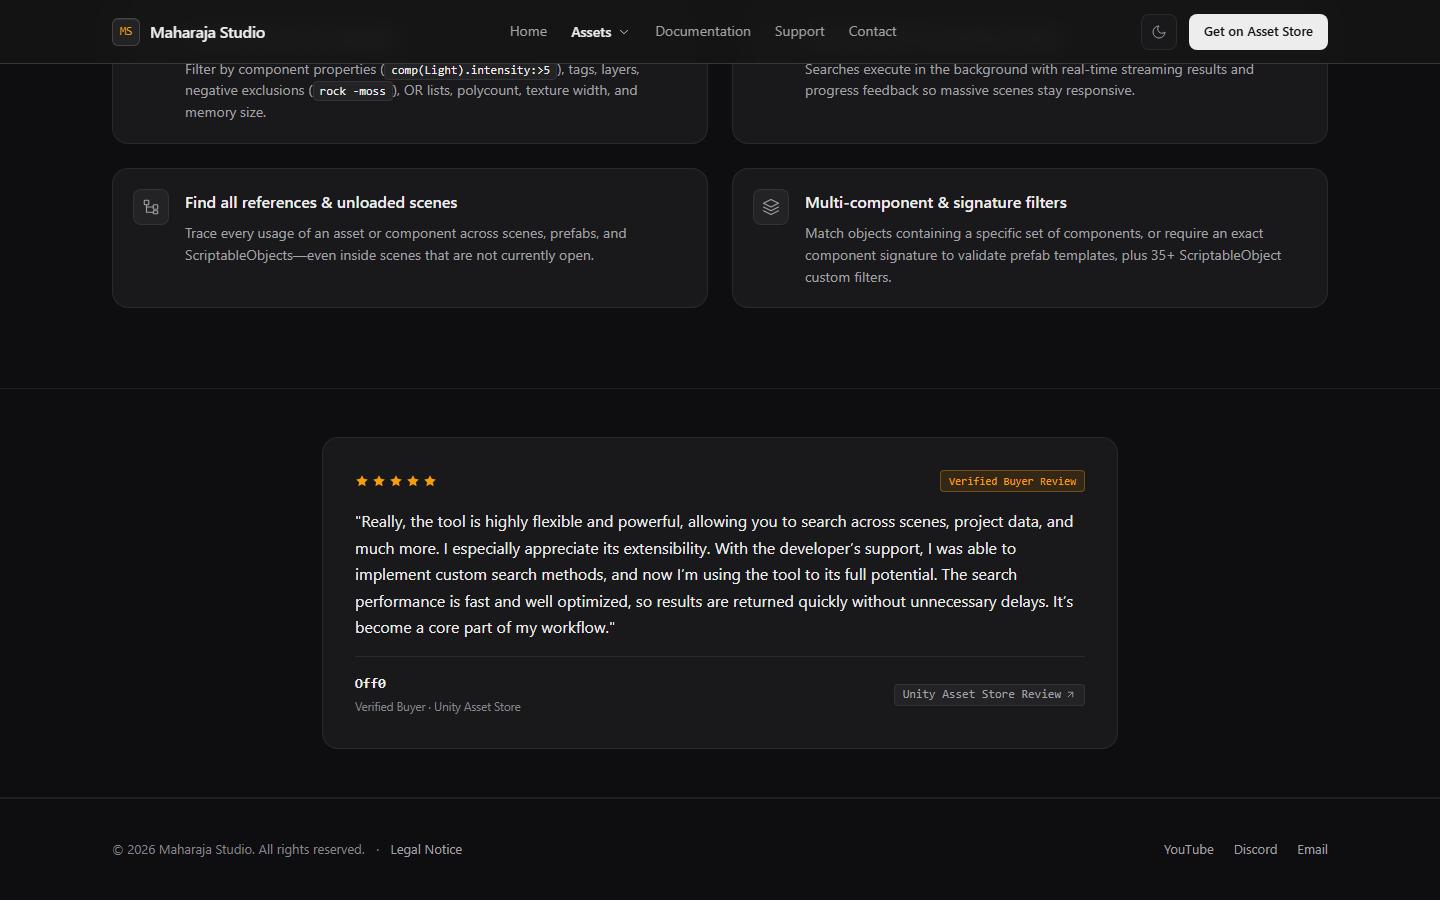 MS Maharaja Studio Home Assets Documentation Support Contact Get on Asset Store
Filter by component properties ( comp(Light).intensity:>5 ), tags, layers,
negative exclusions ( rock -moss ), OR lists, polycount, texture width, and
memory size.
Searches execute in the background with real-time streaming results and
progress feedback so massive scenes stay responsive.
Find all references & unloaded scenes
Trace every usage of an asset or component across scenes, prefabs, and
ScriptableObjects—even inside scenes that are not currently open.
Multi-component & signature filters
Match objects containing a specific set of components, or require an exact
component signature to validate prefab templates, plus 35+ ScriptableObject
custom filters.
Verified Buyer Review
"Really, the tool is highly flexible and powerful, allowing you to search across scenes, project data, and
much more. I especially appreciate its extensibility. With the developer’s support, I was able to
implement custom search methods, and now I’m using the tool to its full potential. The search
performance is fast and well optimized, so results are returned quickly without unnecessary delays. It’s
become a core part of my workflow."
Off0
Verified Buyer · Unity Asset Store
Unity Asset Store Review ↗
© 2026 Maharaja Studio. All rights reserved. · Legal Notice YouTube Discord Email